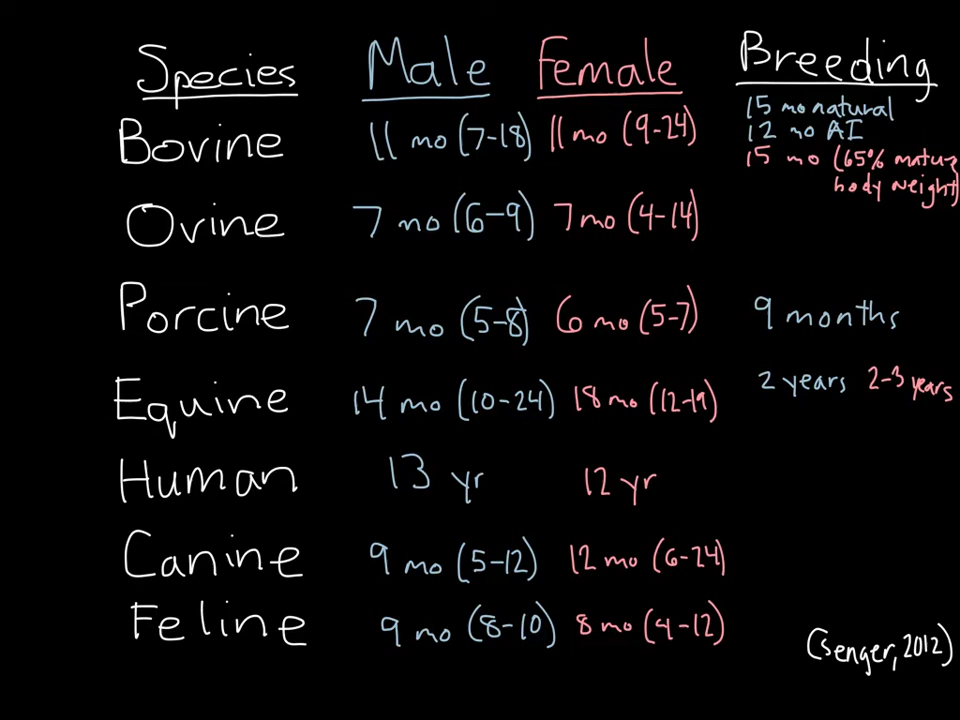 Species Male Female Breeding
Bovine 11 mo (7-18) 11 mo (9-24) 15 mo natural
12 mo AI
15 mo (65% mature
body weight)
Ovine 7 mo (6-9) 7 mo (4-14)
Porcine 7 mo (5-8) 6 mo (5-7) 9 months
Equine 14 mo (10-24) 18 mo (12-19) 2 years 2-3 years
Human 13 yr 12 yr
Canine 9 mo (5-12) 12 mo (6-24)
Feline 9 mo (8-10) 8 mo (4-12)
(Senger, 2012)